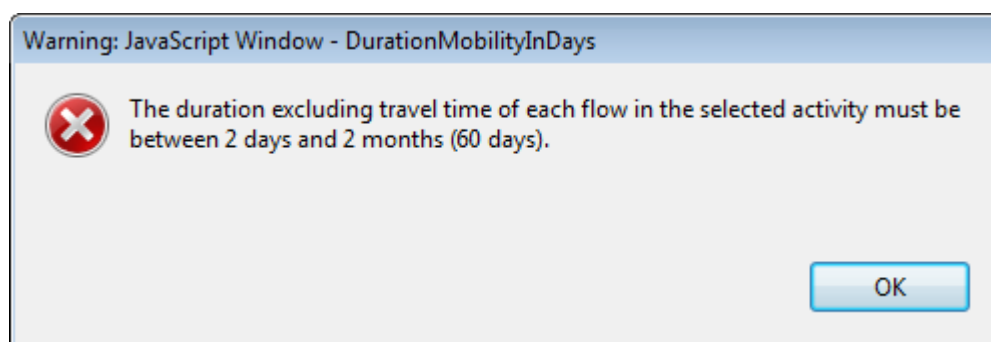 Warning: JavaScript Window - DurationMobilityInDays
The duration excluding travel time of each flow in the selected activity must be
between 2 days and 2 months (60 days).
OK